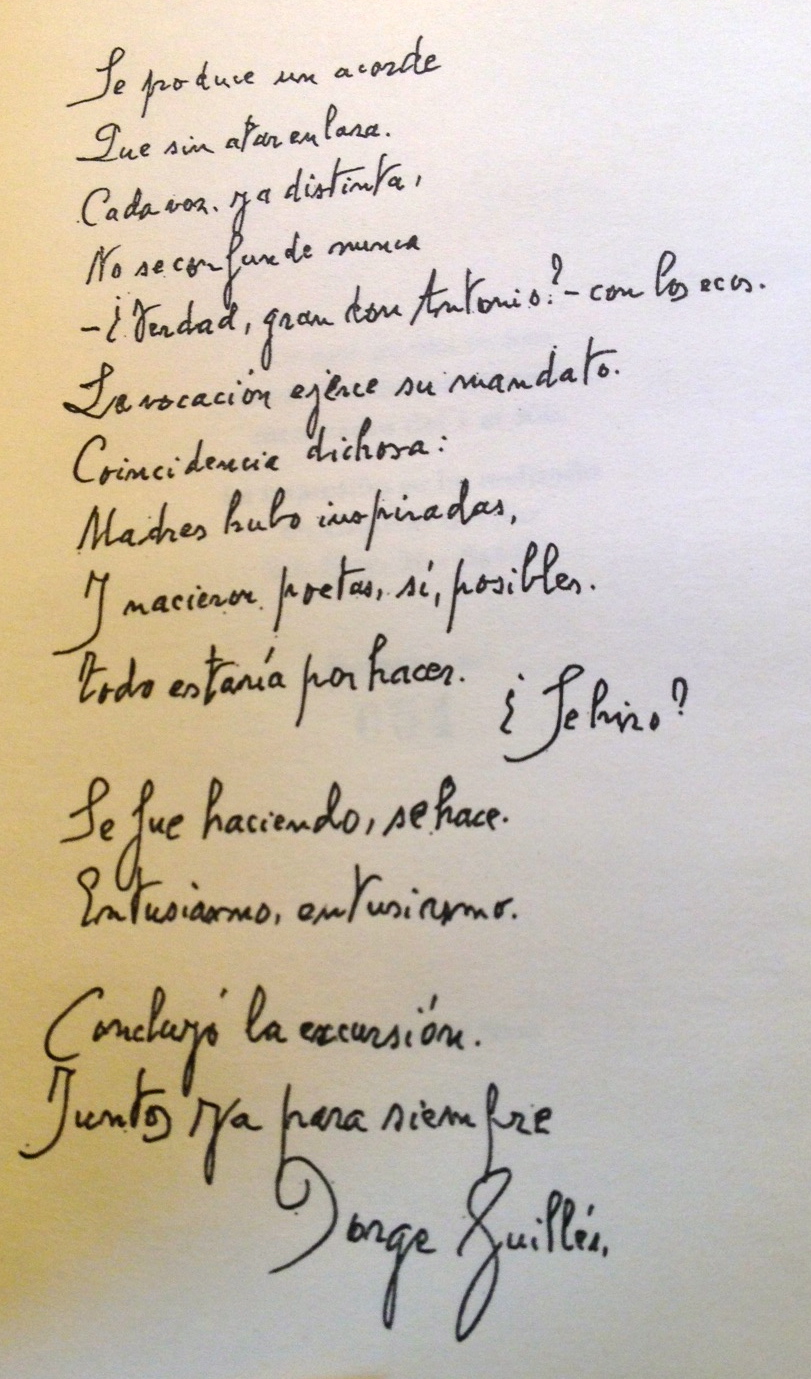 Se produce un acorde
Que sin atar enlaza.
Cada voz, ya distinta,
No se confunde nunca
–¿Verdad, gran don Antonio?– con los ecos.
La vocación ejerce su mandato.
Coincidencia dichosa:
Madres hubo inspiradas,
Y nacieron poetas, sí, posibles.
Todo estaría por hacer.
¿Se hizo?
Se fue haciendo, se hace.
Entusiasmo, entusiasmo.
Concluyó la excursión.
Juntos ya para siempre
Jorge Guillén.